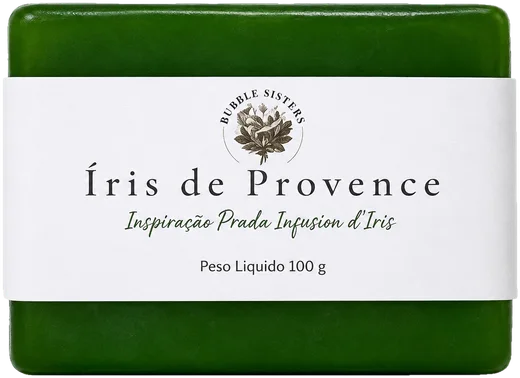 BUBBLE SISTERS
Íris de Provence
Inspiração Prada Infusion d'Iris
Peso Liquido 100 g